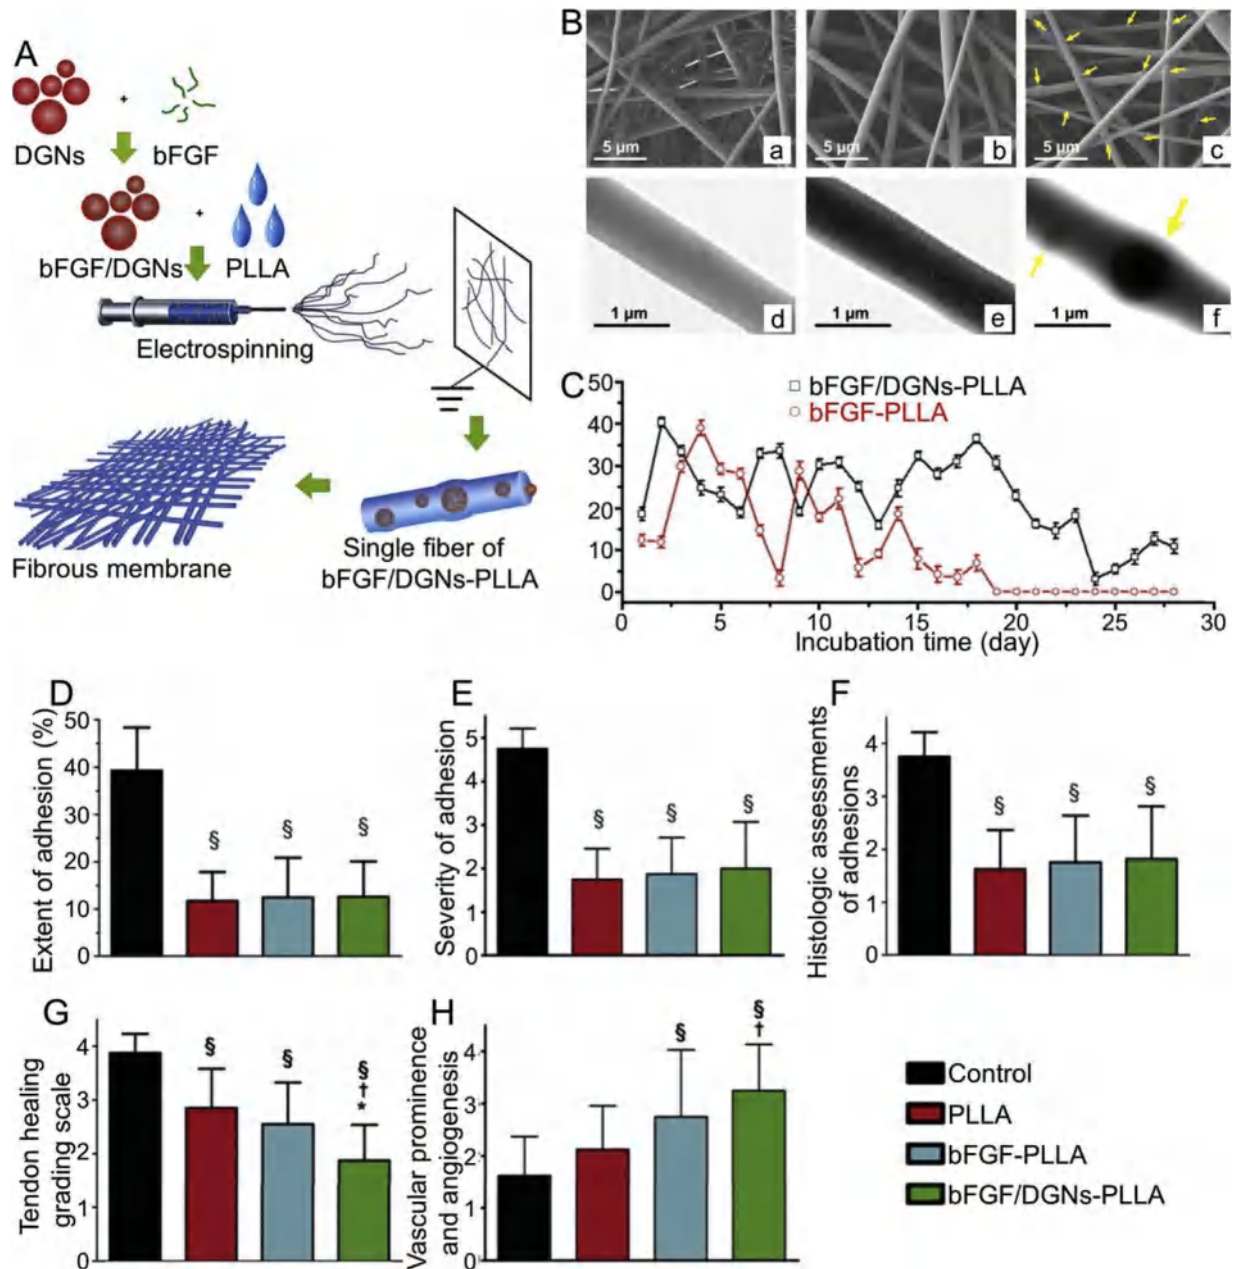 A
DGNs + bFGF
bFGF/DGNs + PLLA
Electrospinning
Fibrous membrane
Single fiber of
bFGF/DGNs-PLLA
B
5 μm a
5 μm b
5 μm c
1 μm d
1 μm e
1 μm f
C
bFGF/DGNs-PLLA
bFGF-PLLA
50
40
30
20
10
0
0 5 10 15 20 25 30
Incubation time (day)
D
Extent of adhesion (%)
50
40
30
20
10
0
§ § §
E
Severity of adhesion
5
4
3
2
1
0
§ § §
F
Histologic assessments
of adhesions
4
3
2
1
0
§ § §
G
Tendon healing
grading scale
4
3
2
1
0
§ § §
†
*
H
Vascular prominence
and angiogenesis
4
3
2
1
0
§ §
†
Control
PLLA
bFGF-PLLA
bFGF/DGNs-PLLA